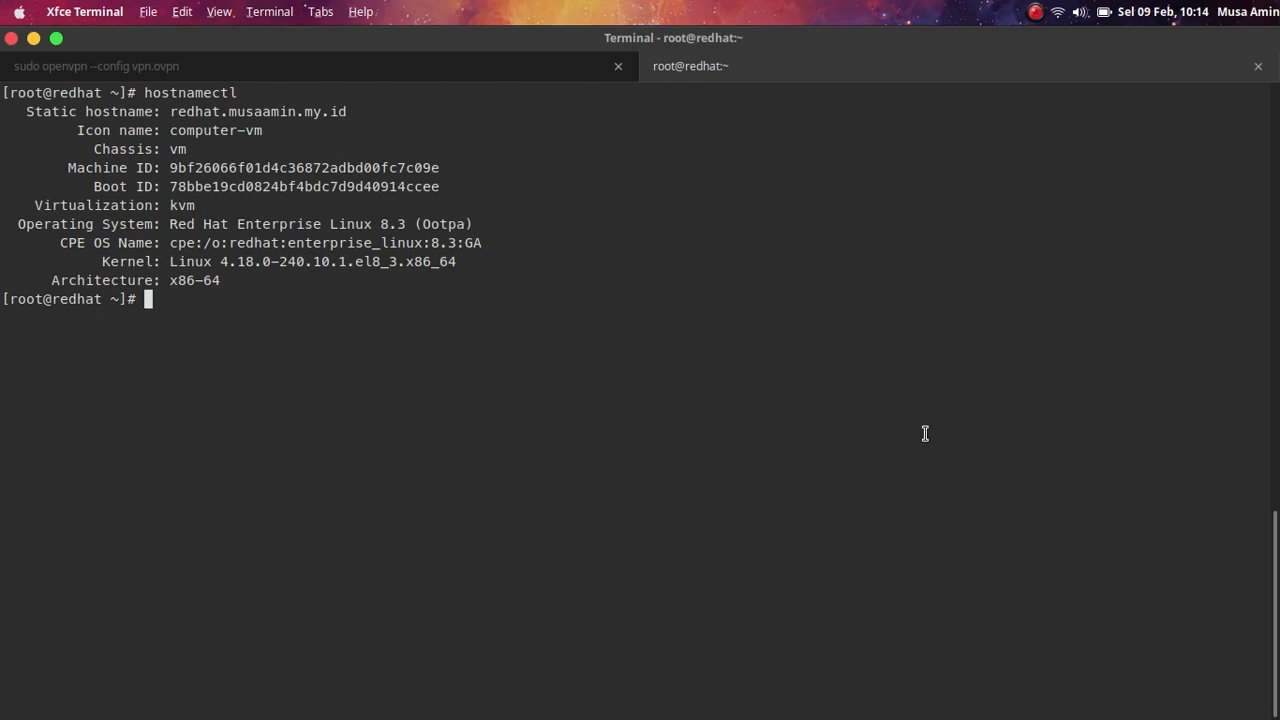 Xfce Terminal File Edit View Terminal Tabs Help Sel 09 Feb, 10:14 Musa Amin
Terminal - root@redhat:~
sudo openvpn --config vpn.ovpn × root@redhat:~ ×
[root@redhat ~]# hostnamectl
Static hostname: redhat.musaamin.my.id
Icon name: computer-vm
Chassis: vm
Machine ID: 9bf26066f01d4c36872adbd00fc7c09e
Boot ID: 78bbe19cd0824bf4bdc7d9d40914ccee
Virtualization: kvm
Operating System: Red Hat Enterprise Linux 8.3 (Ootpa)
CPE OS Name: cpe:/o:redhat:enterprise_linux:8.3:GA
Kernel: Linux 4.18.0-240.10.1.el8_3.x86_64
Architecture: x86-64
[root@redhat ~]#